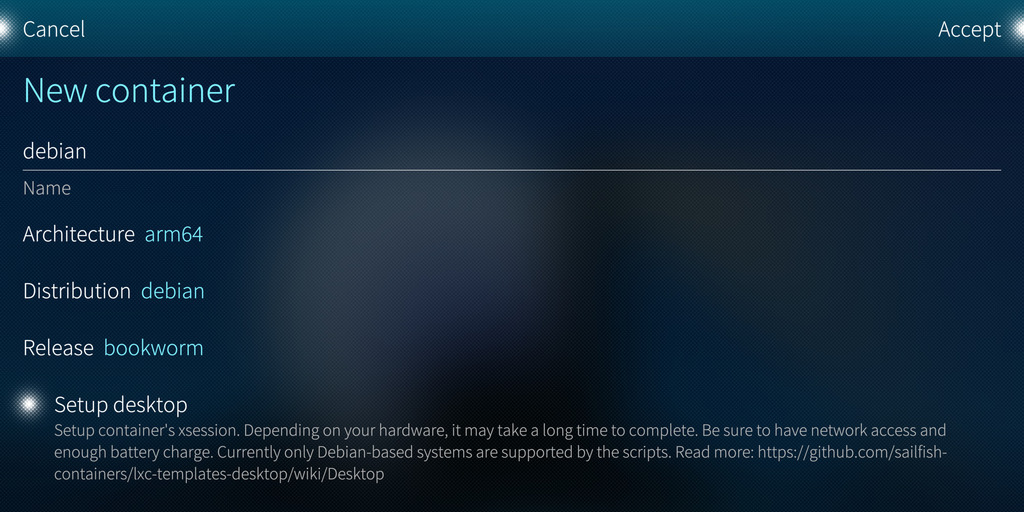 Cancel
Accept
New container
debian
Name
Architecture arm64
Distribution debian
Release bookworm
Setup desktop
Setup container's xsession. Depending on your hardware, it may take a long time to complete. Be sure to have network access and
enough battery charge. Currently only Debian-based systems are supported by the scripts. Read more: https://github.com/sailfish-
containers/lxc-templates-desktop/wiki/Desktop